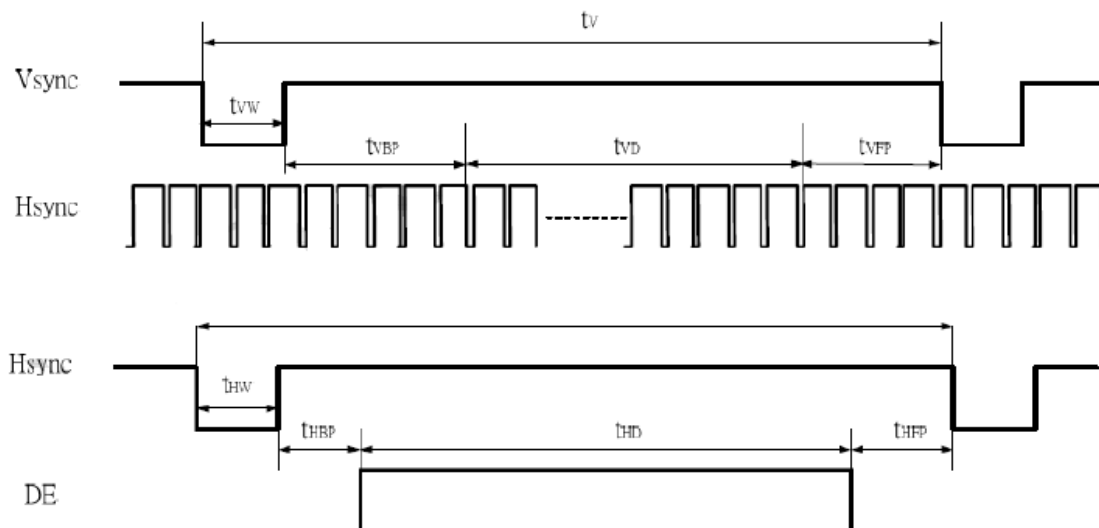 tV
Vsync
tVW
tVBP
tVD
tVFP
Hsync
Hsync
tHW
tHBP
tHD
tHFP
DE